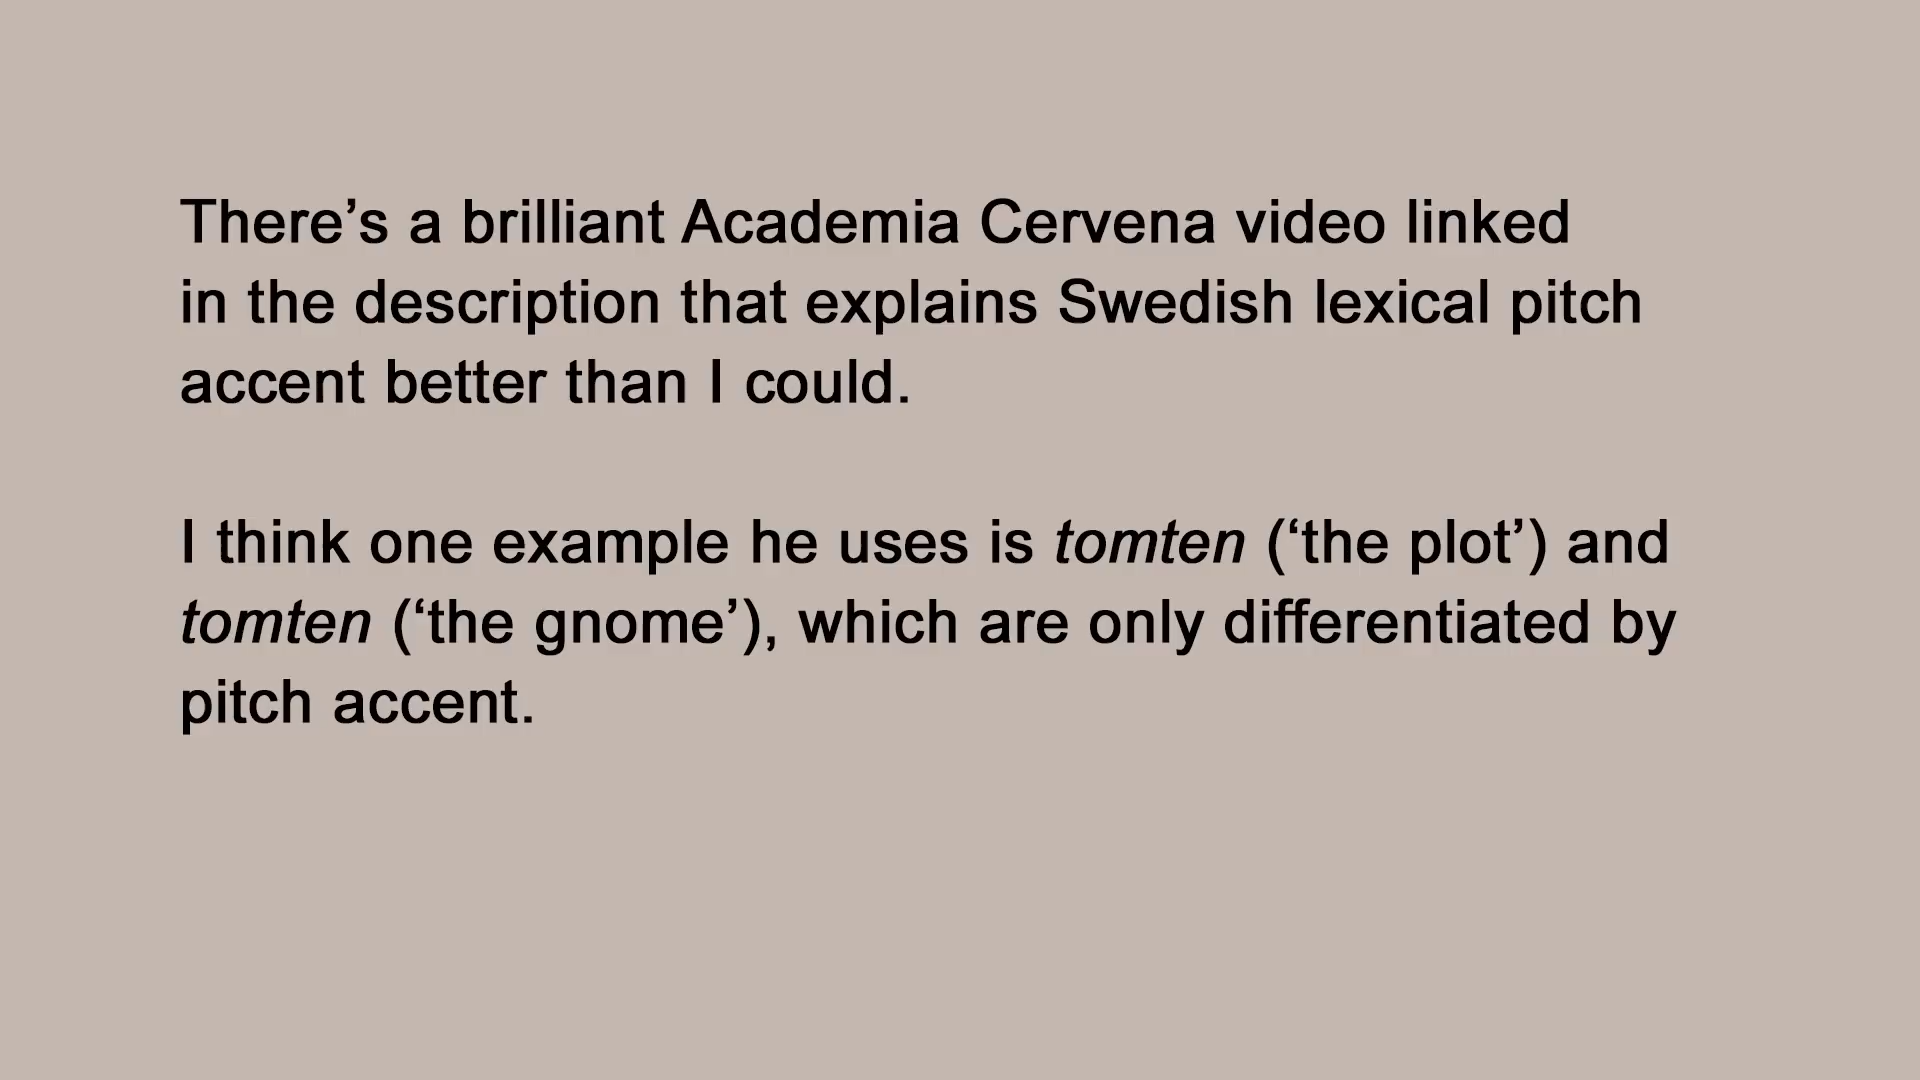 There’s a brilliant Academia Cervena video linked
in the description that explains Swedish lexical pitch
accent better than I could.
I think one example he uses is tomten (‘the plot’) and
tomten (‘the gnome’), which are only differentiated by
pitch accent.